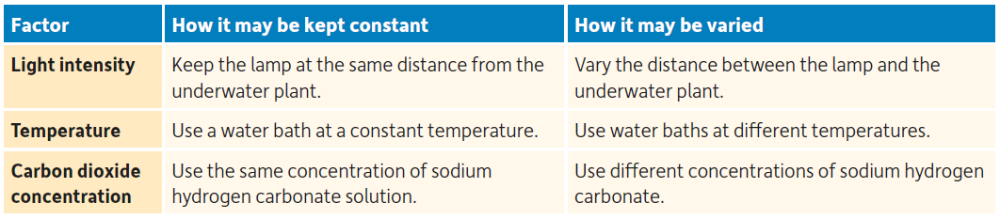 Factor
How it may be kept constant
How it may be varied
Light intensity
Keep the lamp at the same distance from the
underwater plant.
Vary the distance between the lamp and the
underwater plant.
Temperature
Use a water bath at a constant temperature.
Use water baths at different temperatures.
Carbon dioxide
concentration
Use the same concentration of sodium
hydrogen carbonate solution.
Use different concentrations of sodium hydrogen
carbonate.